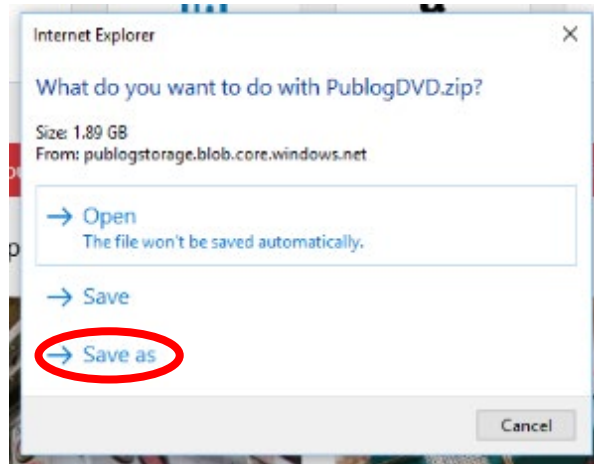 Internet Explorer
What do you want to do with PublogDVD.zip?
Size: 1.89 GB
From: publogstorage.blob.core.windows.net
Open
The file won't be saved automatically.
Save
Save as
Cancel